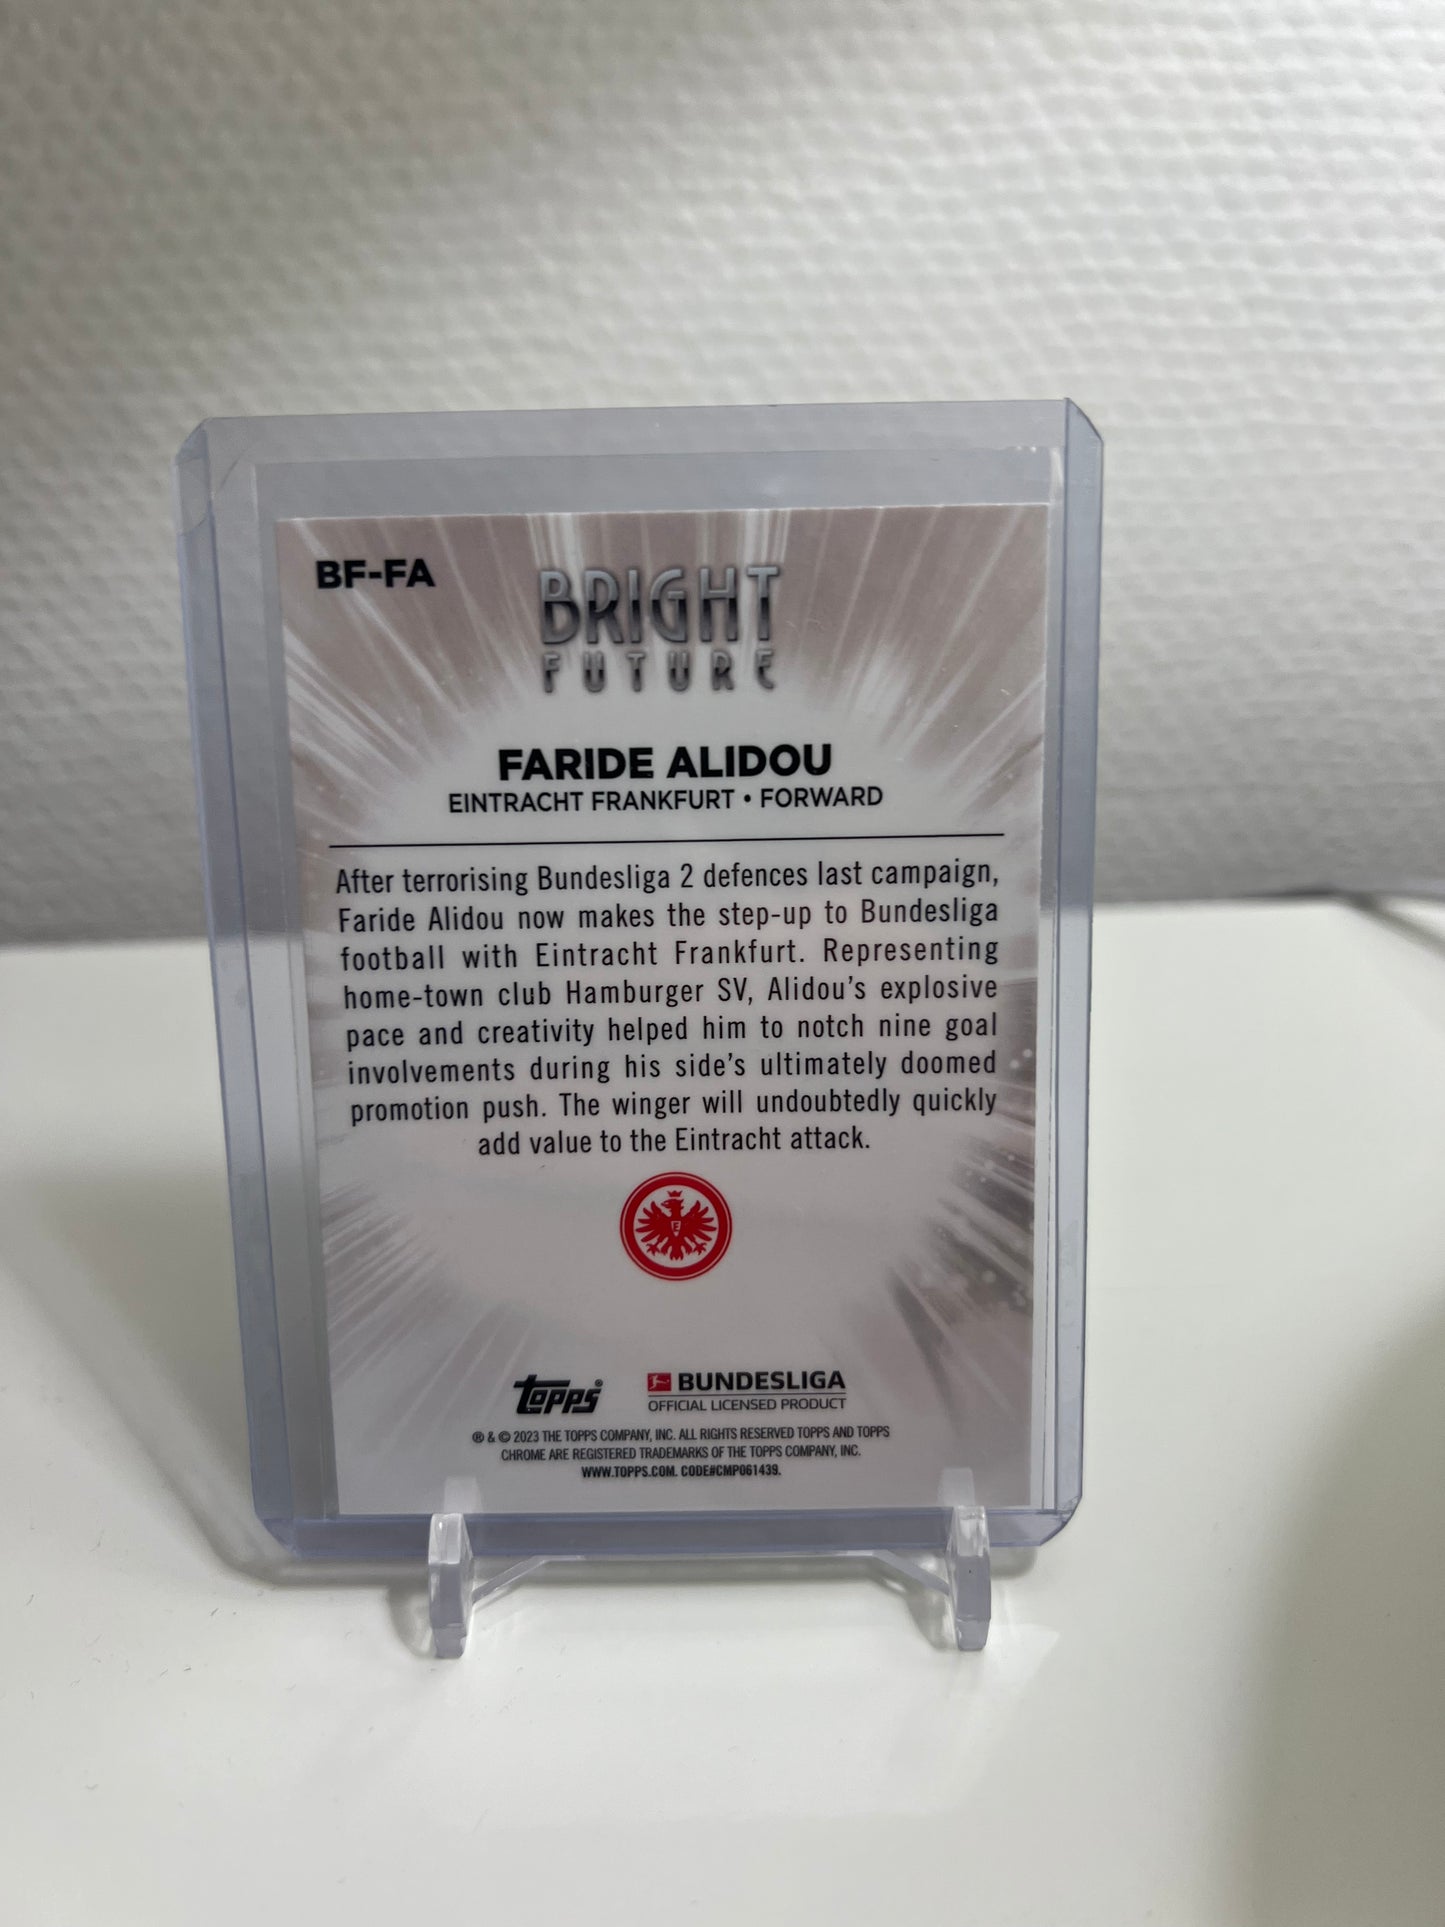 BF-FA
BRIGHT
FUTURE
FARIDE ALIDOU
EINTRACHT FRANKFURT • FORWARD
After terrorising Bundesliga 2 defences last campaign,
Faride Alidou now makes the step-up to Bundesliga
football with Eintracht Frankfurt. Representing
home-town club Hamburger SV, Alidou's explosive
pace and creativity helped him to notch nine goal
involvements during his side's ultimately doomed
promotion push. The winger will undoubtedly quickly
add value to the Eintracht attack.
topps®
BUNDESLIGA
OFFICIAL LICENSED PRODUCT
® & © 2023 THE TOPPS COMPANY, INC. ALL RIGHTS RESERVED TOPPS AND TOPPS
CHROME ARE REGISTERED TRADEMARKS OF THE TOPPS COMPANY, INC.
WWW.TOPPS.COM. CODE#CMP061439.